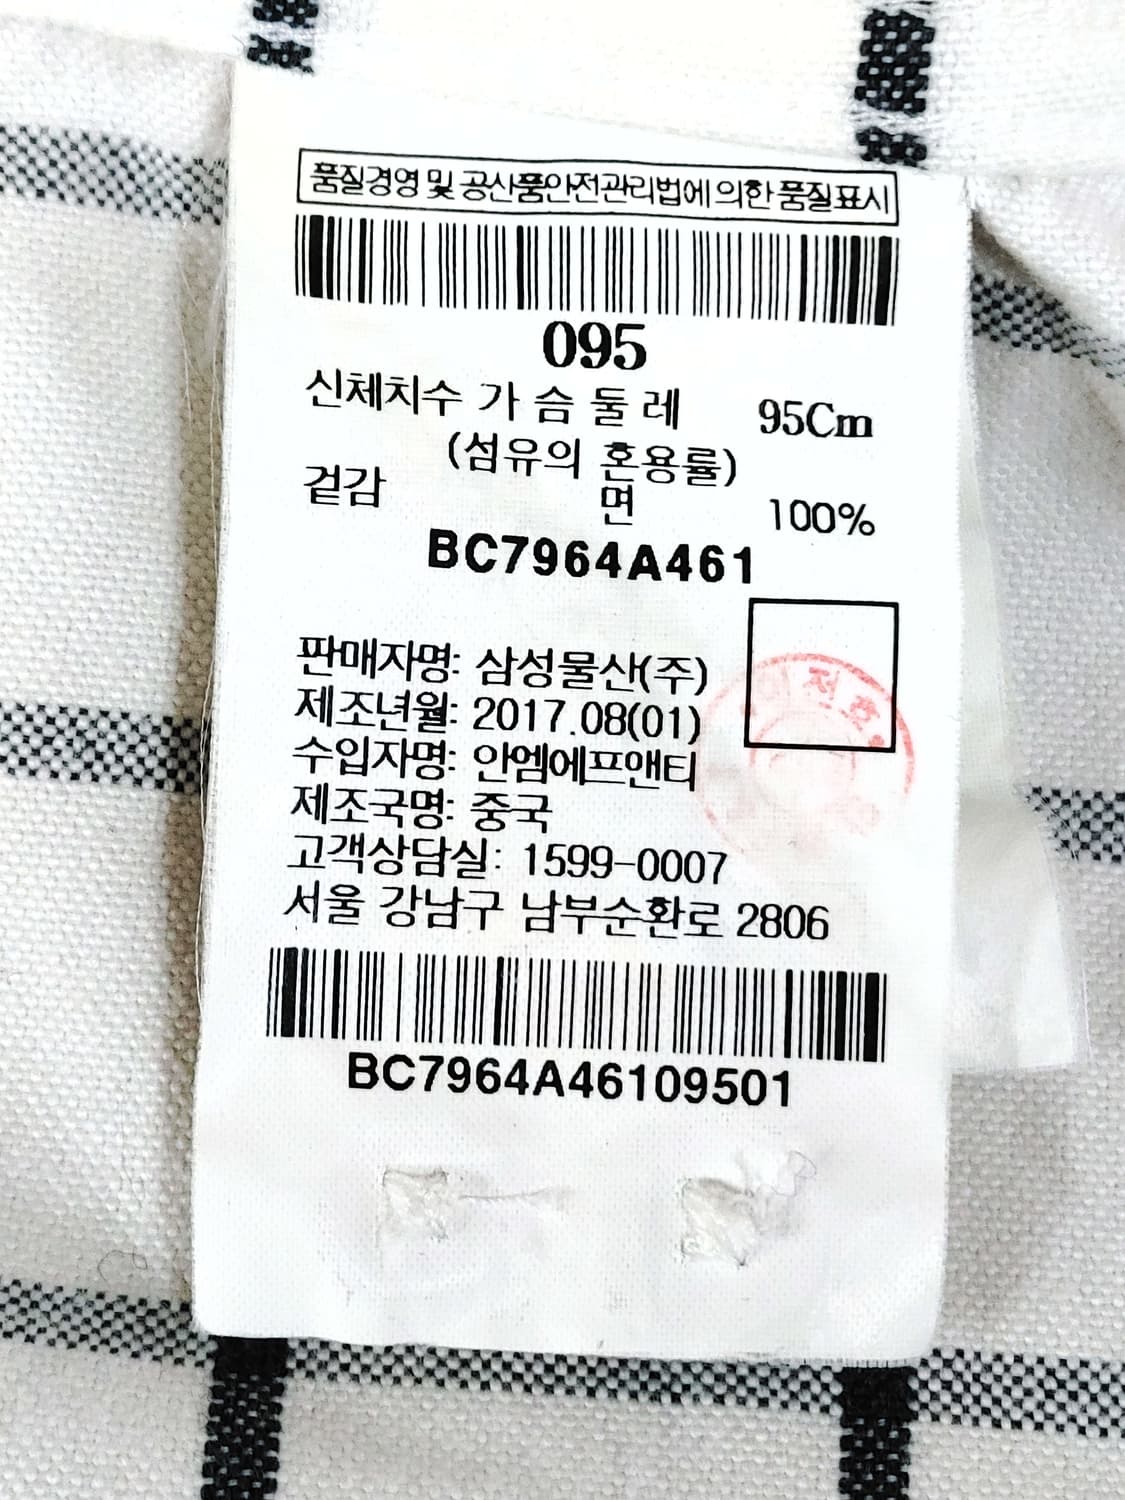 품질경영 및 공산품안전관리법에 의한 품질표시
095
신체치수 가 슴 둘 레 95Cm
(섬유의 혼용률)
겉감 면 100%
BC7964A461
판매자명: 삼성물산(주)
제조년월: 2017.08(01)
수입자명: 안엠에프앤티
제조국명: 중국
고객상담실: 1599-0007
서울 강남구 남부순환로 2806
BC7964A46109501